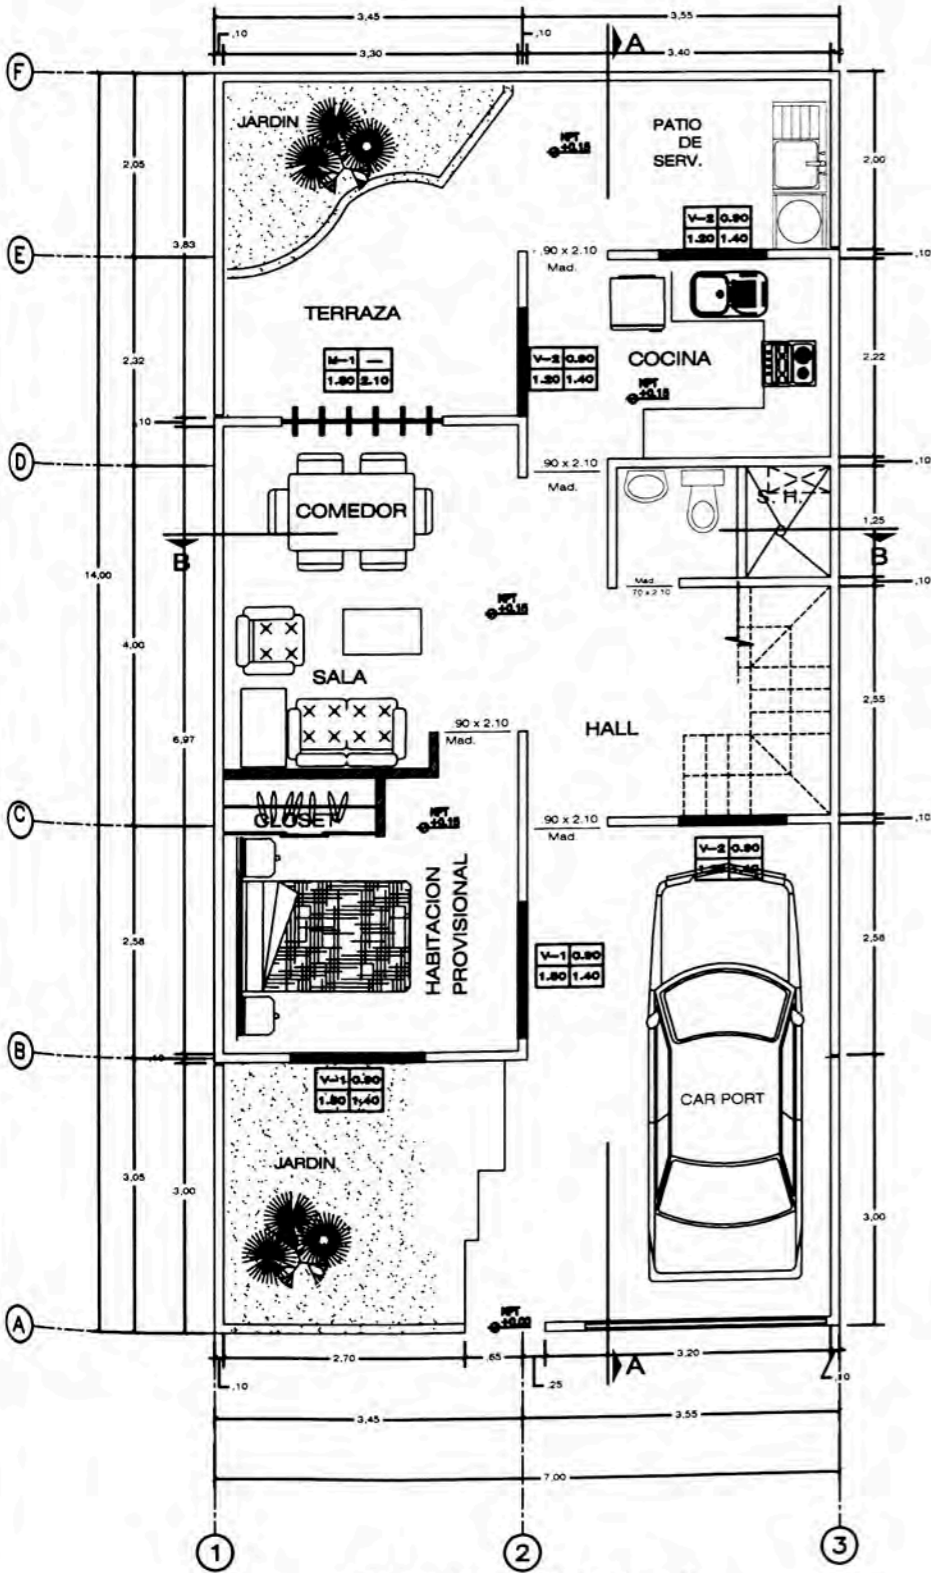 3,45
3,55
,10
,10
3,30
3,40
A
F
JARDIN
PATIO
DE
SERV.
NPT
+0.15
2,05
2,00
3,83
V-2 0.90
1.20 1.40
E
.90 x 2.10
Mad.
,10
TERRAZA
M-1 —
1.80 2.10
V-2 0.90
1.20 1.40
COCINA
NPT
+0.15
2,32
2,22
,10
D
.90 x 2.10
Mad.
,10
COMEDOR
S. H.
1,25
B
B
14,00
Mad.
70 x 2.10
,10
NPT
+0.15
4,00
SALA
6,97
.90 x 2.10
Mad.
HALL
2,55
C
CLOSET
NPT
+0.15
.90 x 2.10
Mad.
,10
V-2 0.90
1.20 1.40
HABITACION
PROVISIONAL
2,58
2,58
V-1 0.90
1.80 1.40
B
,10
V-1 0.90
1.80 1.40
CAR PORT
JARDIN
3,05
3,00
3,00
A
NPT
+0.00
2,70
,65
3,20
A
,10
,25
,10
3,45
3,55
7,00
1
2
3